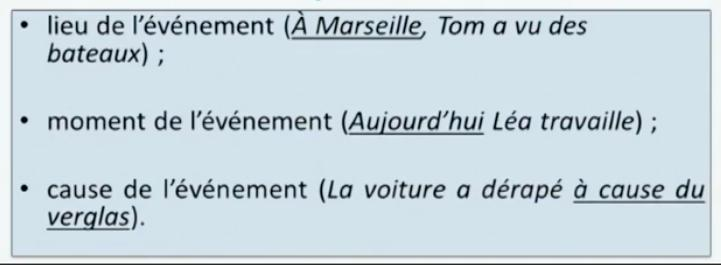 • lieu de l’événement (À Marseille, Tom a vu des
bateaux) ;
• moment de l’événement (Aujourd’hui Léa travaille) ;
• cause de l’événement (La voiture a dérapé à cause du
verglas).